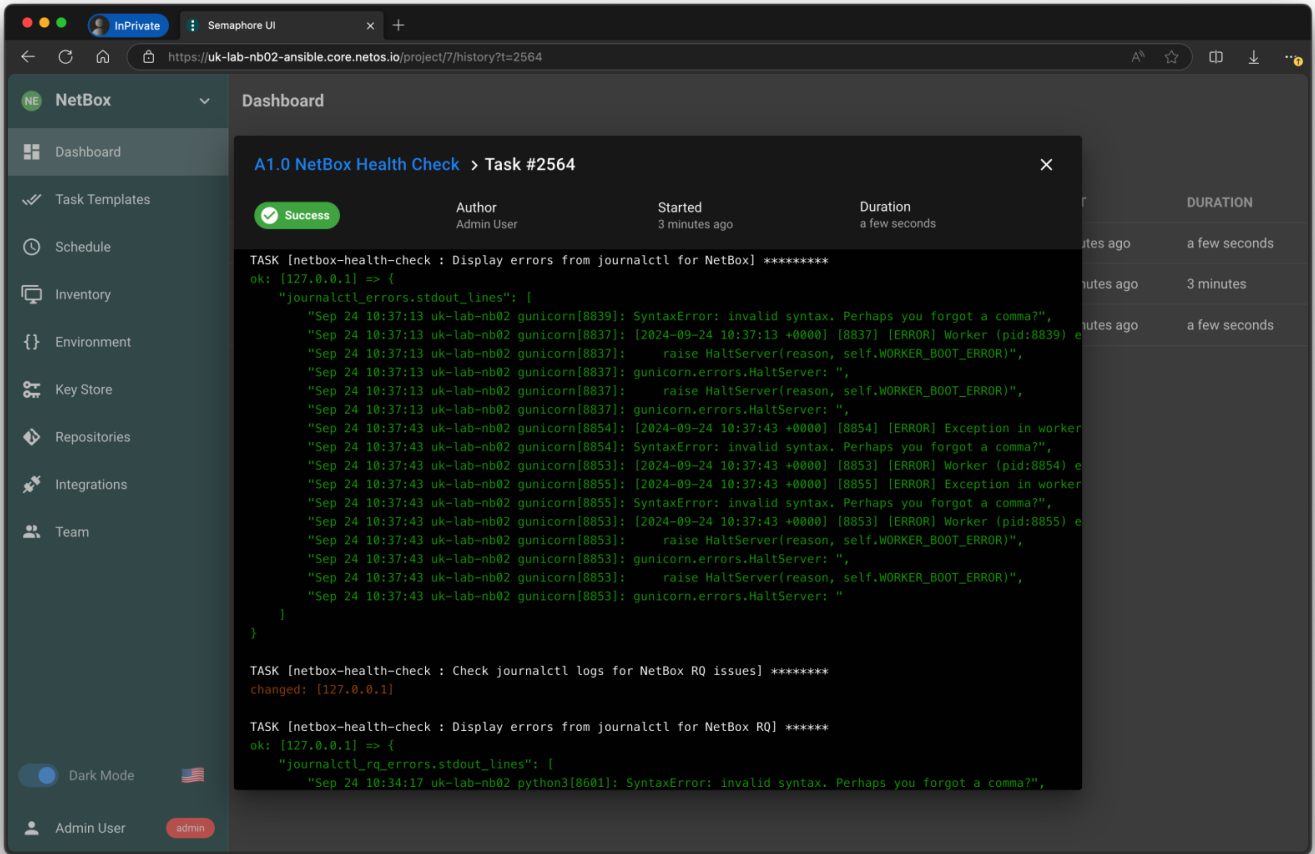 InPrivate
Semaphore UI
https://uk-lab-nb02-ansible.core.netos.io/project/7/history?t=2564
NE
NetBox
Dashboard
Task Templates
Schedule
Inventory
Environment
Key Store
Repositories
Integrations
Team
Dark Mode
Admin User
admin
Dashboard
DURATION
utes ago
a few seconds
nutes ago
3 minutes
nutes ago
a few seconds
A1.0 NetBox Health Check > Task #2564
Success
Author
Admin User
Started
3 minutes ago
Duration
a few seconds
TASK [netbox-health-check : Display errors from journalctl for NetBox] *********
ok: [127.0.0.1] => {
"journalctl_errors.stdout_lines": [
"Sep 24 10:37:13 uk-lab-nb02 gunicorn[8839]: SyntaxError: invalid syntax. Perhaps you forgot a comma?",
"Sep 24 10:37:13 uk-lab-nb02 gunicorn[8837]: [2024-09-24 10:37:13 +0000] [8837] [ERROR] Worker (pid:8839) e
"Sep 24 10:37:13 uk-lab-nb02 gunicorn[8837]:     raise HaltServer(reason, self.WORKER_BOOT_ERROR)",
"Sep 24 10:37:13 uk-lab-nb02 gunicorn[8837]: gunicorn.errors.HaltServer: ",
"Sep 24 10:37:13 uk-lab-nb02 gunicorn[8837]:     raise HaltServer(reason, self.WORKER_BOOT_ERROR)",
"Sep 24 10:37:13 uk-lab-nb02 gunicorn[8837]: gunicorn.errors.HaltServer: ",
"Sep 24 10:37:43 uk-lab-nb02 gunicorn[8854]: [2024-09-24 10:37:43 +0000] [8854] [ERROR] Exception in worker
"Sep 24 10:37:43 uk-lab-nb02 gunicorn[8854]: SyntaxError: invalid syntax. Perhaps you forgot a comma?",
"Sep 24 10:37:43 uk-lab-nb02 gunicorn[8853]: [2024-09-24 10:37:43 +0000] [8853] [ERROR] Worker (pid:8854) e
"Sep 24 10:37:43 uk-lab-nb02 gunicorn[8855]: [2024-09-24 10:37:43 +0000] [8855] [ERROR] Exception in worker
"Sep 24 10:37:43 uk-lab-nb02 gunicorn[8855]: SyntaxError: invalid syntax. Perhaps you forgot a comma?",
"Sep 24 10:37:43 uk-lab-nb02 gunicorn[8853]: [2024-09-24 10:37:43 +0000] [8853] [ERROR] Worker (pid:8855) e
"Sep 24 10:37:43 uk-lab-nb02 gunicorn[8853]:     raise HaltServer(reason, self.WORKER_BOOT_ERROR)",
"Sep 24 10:37:43 uk-lab-nb02 gunicorn[8853]: gunicorn.errors.HaltServer: ",
"Sep 24 10:37:43 uk-lab-nb02 gunicorn[8853]:     raise HaltServer(reason, self.WORKER_BOOT_ERROR)",
"Sep 24 10:37:43 uk-lab-nb02 gunicorn[8853]: gunicorn.errors.HaltServer: "
]
}
TASK [netbox-health-check : Check journalctl logs for NetBox RQ issues] ********
changed: [127.0.0.1]
TASK [netbox-health-check : Display errors from journalctl for NetBox RQ] ******
ok: [127.0.0.1] => {
"journalctl_rq_errors.stdout_lines": [
"Sep 24 10:34:17 uk-lab-nb02 python3[8601]: SyntaxError: invalid syntax. Perhaps you forgot a comma?",